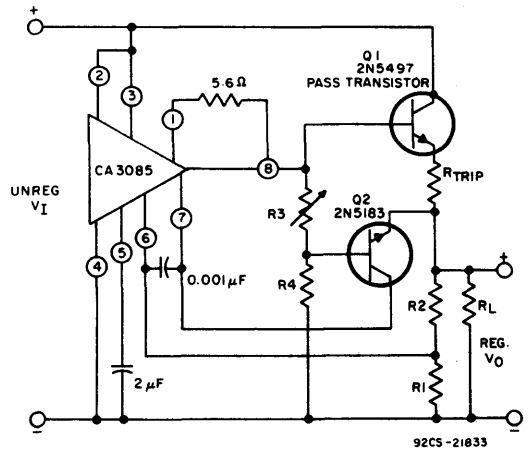 +
Q1
2N5497
PASS TRANSISTOR
2
3
5.6Ω
1
CA3085
8
RTRIP
UNREG
VI
R3
Q2
2N5183
7
6
5
4
0.001µF
R4
+
R2
RL
REG.
VO
2µF
R1
–
–
92CS-21833